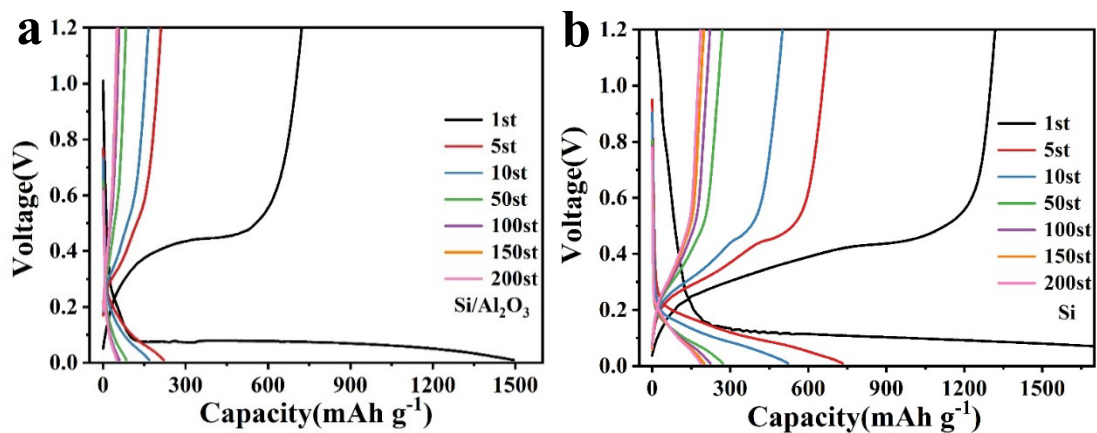 a
1.2
1.0
0.8
0.6
0.4
0.2
0.0
Voltage(V)
0 300 600 900 1200 1500
Capacity(mAh g⁻¹)
1st
5st
10st
50st
100st
150st
200st
Si/Al₂O₃
b
1.2
1.0
0.8
0.6
0.4
0.2
0.0
Voltage(V)
0 300 600 900 1200 1500
Capacity(mAh g⁻¹)
1st
5st
10st
50st
100st
150st
200st
Si